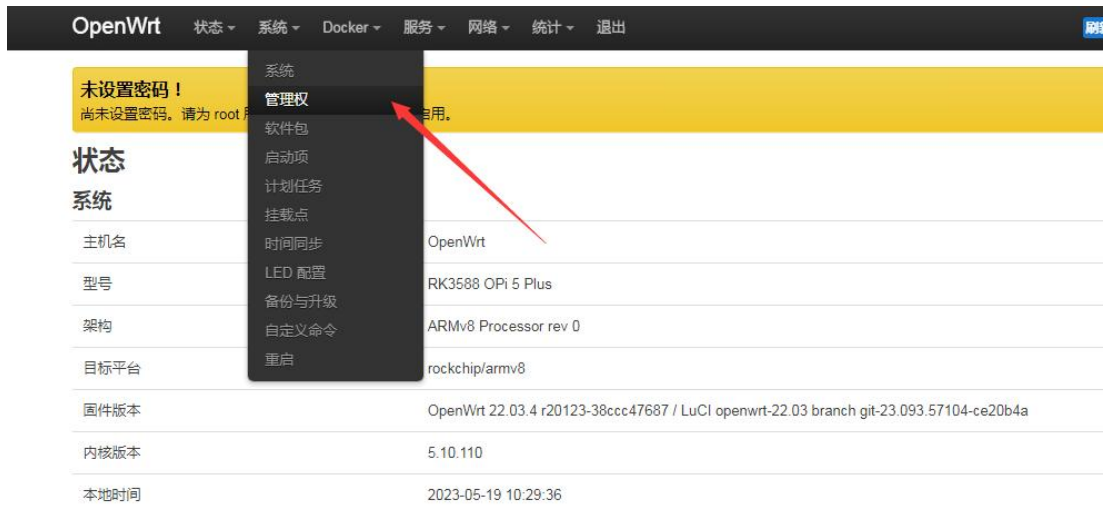 OpenWrt 状态 系统 Docker 服务 网络 统计 退出
未设置密码！
尚未设置密码。请为 root 启用。
系统
管理权
软件包
启动项
计划任务
挂载点
时间同步
LED 配置
备份与升级
自定义命令
重启
状态
系统
主机名 OpenWrt
型号 RK3588 OPi 5 Plus
架构 ARMv8 Processor rev 0
目标平台 rockchip/armv8
固件版本 OpenWrt 22.03.4 r20123-38ccc47687 / LuCI openwrt-22.03 branch git-23.093.57104-ce20b4a
内核版本 5.10.110
本地时间 2023-05-19 10:29:36